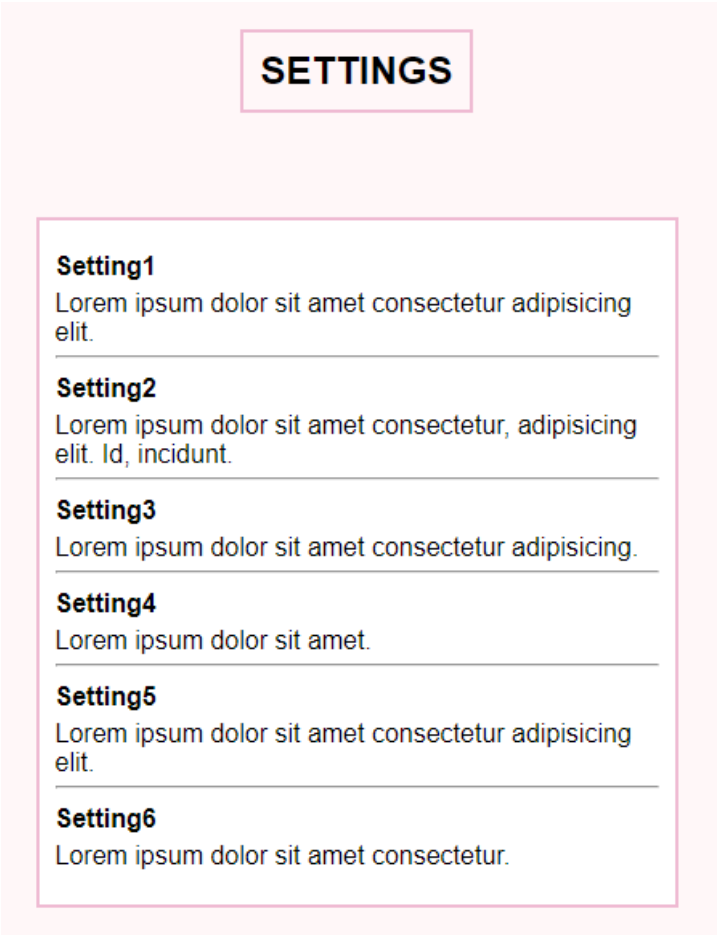 SETTINGS
Setting1
Lorem ipsum dolor sit amet consectetur adipisicing
elit.
Setting2
Lorem ipsum dolor sit amet consectetur, adipisicing
elit. Id, incidunt.
Setting3
Lorem ipsum dolor sit amet consectetur adipisicing.
Setting4
Lorem ipsum dolor sit amet.
Setting5
Lorem ipsum dolor sit amet consectetur adipisicing
elit.
Setting6
Lorem ipsum dolor sit amet consectetur.